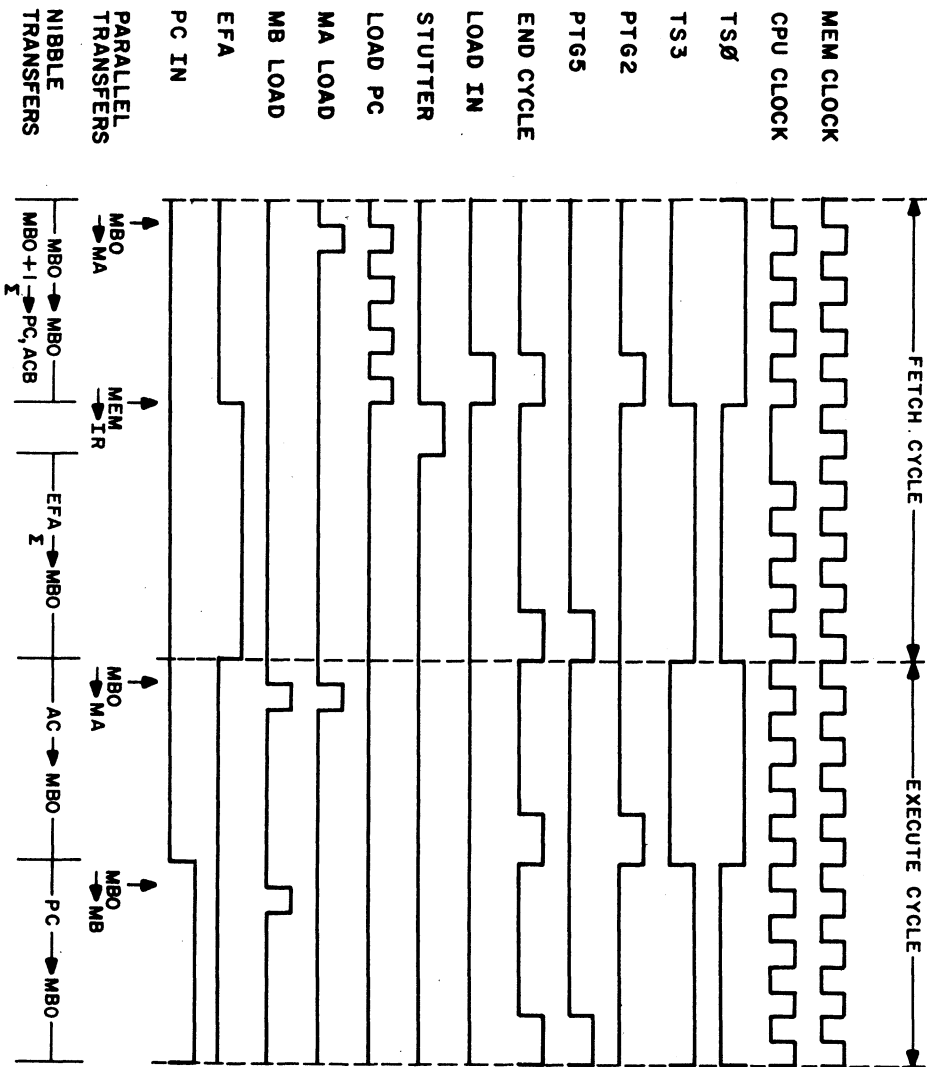 FETCH. CYCLE
EXECUTE CYCLE
MEM CLOCK
CPU CLOCK
TSØ
TS3
PTG2
PTG5
END CYCLE
LOAD IN
STUTTER
LOAD PC
MA LOAD
MB LOAD
EFA
PC IN
PARALLEL
TRANSFERS
MBO
→MA
MEM
→IR
MBO
→MA
MBO
→MB
NIBBLE
TRANSFERS
MBO → MBO
MBO + 1 → PC, ACB
Σ
EFA → MBO
Σ
AC → MBO
PC → MBO